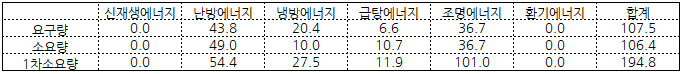 신재생에너지 난방에너지 냉방에너지 급탕에너지 조명에너지 환기에너지 합계
요구량 0.0 43.8 20.4 6.6 36.7 0.0 107.5
소요량 0.0 49.0 10.0 10.7 36.7 0.0 106.4
1차소요량 0.0 54.4 27.5 11.9 101.0 0.0 194.8